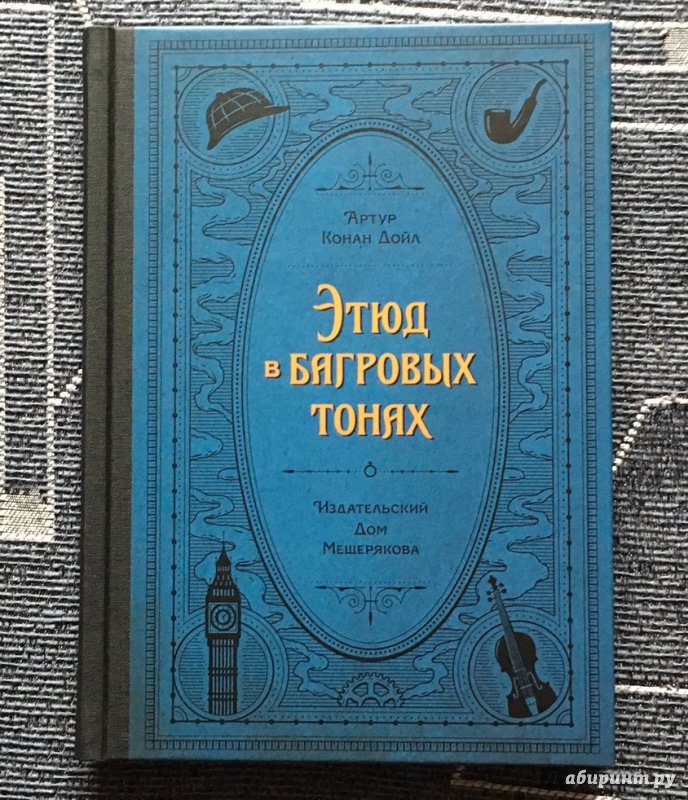 Артур
Конан Дойл
Этюд
в багровых
тонах
Издательский
Дом
Мещерякова
абиринт.ру